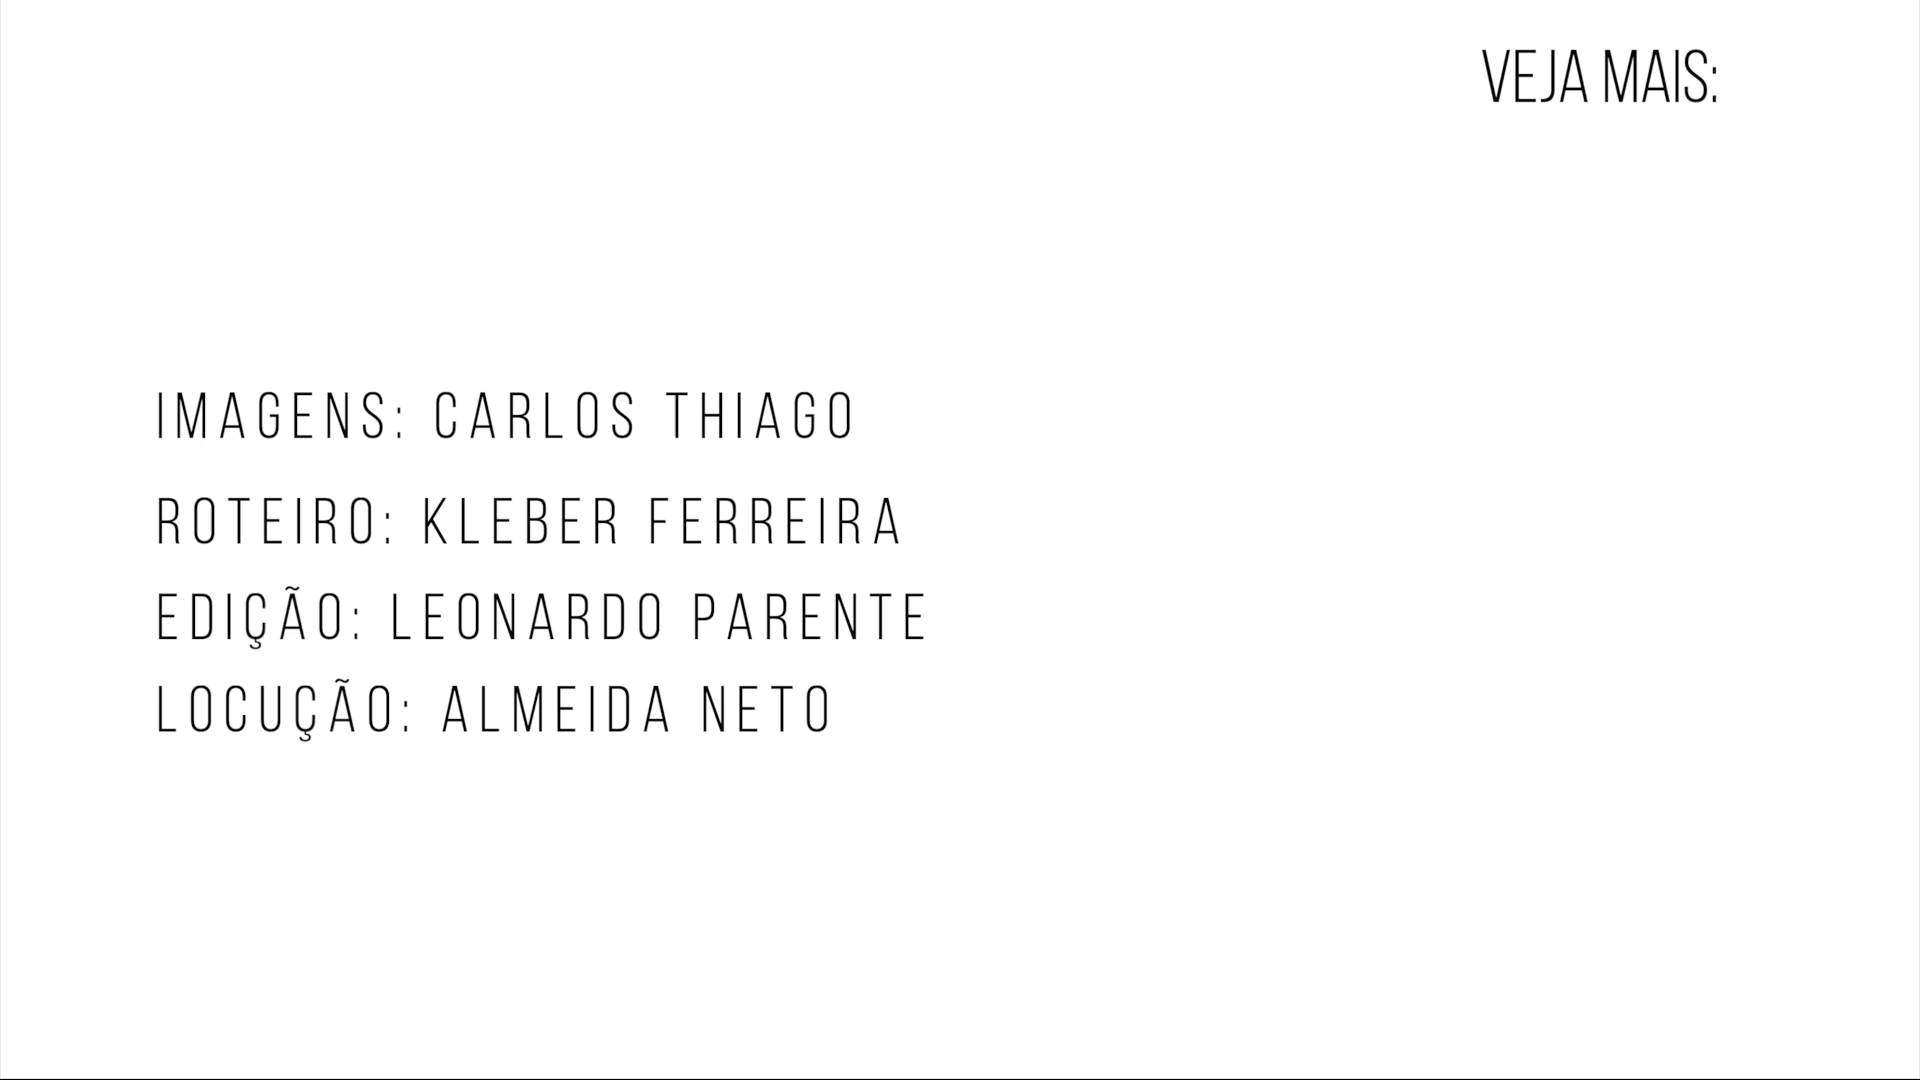 VEJA MAIS:
IMAGENS: CARLOS THIAGO
ROTEIRO: KLEBER FERREIRA
EDIÇÃO: LEONARDO PARENTE
LOCUÇÃO: ALMEIDA NETO